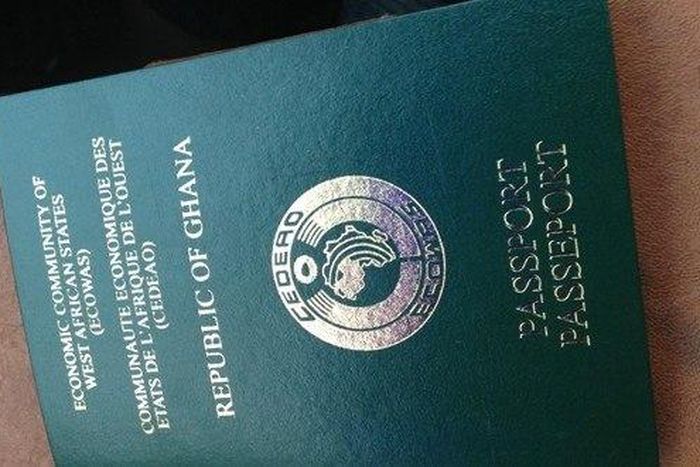 ECONOMIC COMMUNITY OF
WEST AFRICAN STATES
(ECOWAS)
COMMUNAUTE ECONOMIQUE DES
ETATS DE L'AFRIQUE DE L'OUEST
(CEDEAO)
REPUBLIC OF GHANA
CEDEAO
ECOWAS
PASSPORT
PASSEPORT